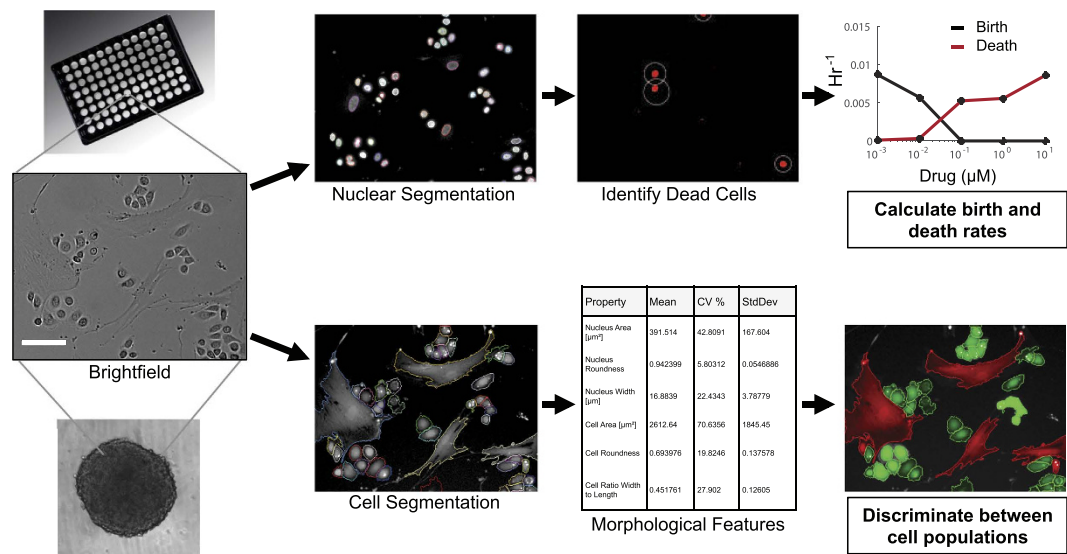 Brightfield
Nuclear Segmentation
Identify Dead Cells
0.015
0.01
0.005
0
Hr-1
Birth
Death
10-3 10-2 10-1 100 101
Drug (µM)
Calculate birth and
death rates
Cell Segmentation
Property Mean CV % StdDev
Nucleus Area
[µm²] 391.514 42.8091 167.604
Nucleus
Roundness 0.942399 5.80312 0.0546886
Nucleus Width
[µm] 16.8839 22.4343 3.78779
Cell Area [µm²] 2612.64 70.6356 1845.45
Cell Roundness 0.693976 19.8246 0.137578
Cell Ratio Width
to Length 0.451761 27.902 0.12605
Morphological Features
Discriminate between
cell populations